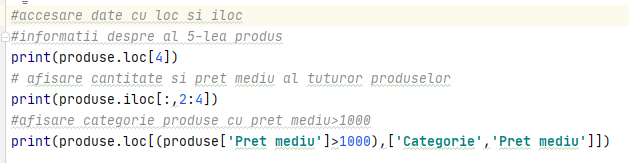 #accesare date cu loc si iloc
#informatii despre al 5-lea produs
print(produse.loc[4])
# afisare cantitate si pret mediu al tuturor produselor
print(produse.iloc[:,2:4])
#afisare categorie produse cu pret mediu>1000
print(produse.loc[(produse['Pret mediu']>1000),['Categorie','Pret mediu']])